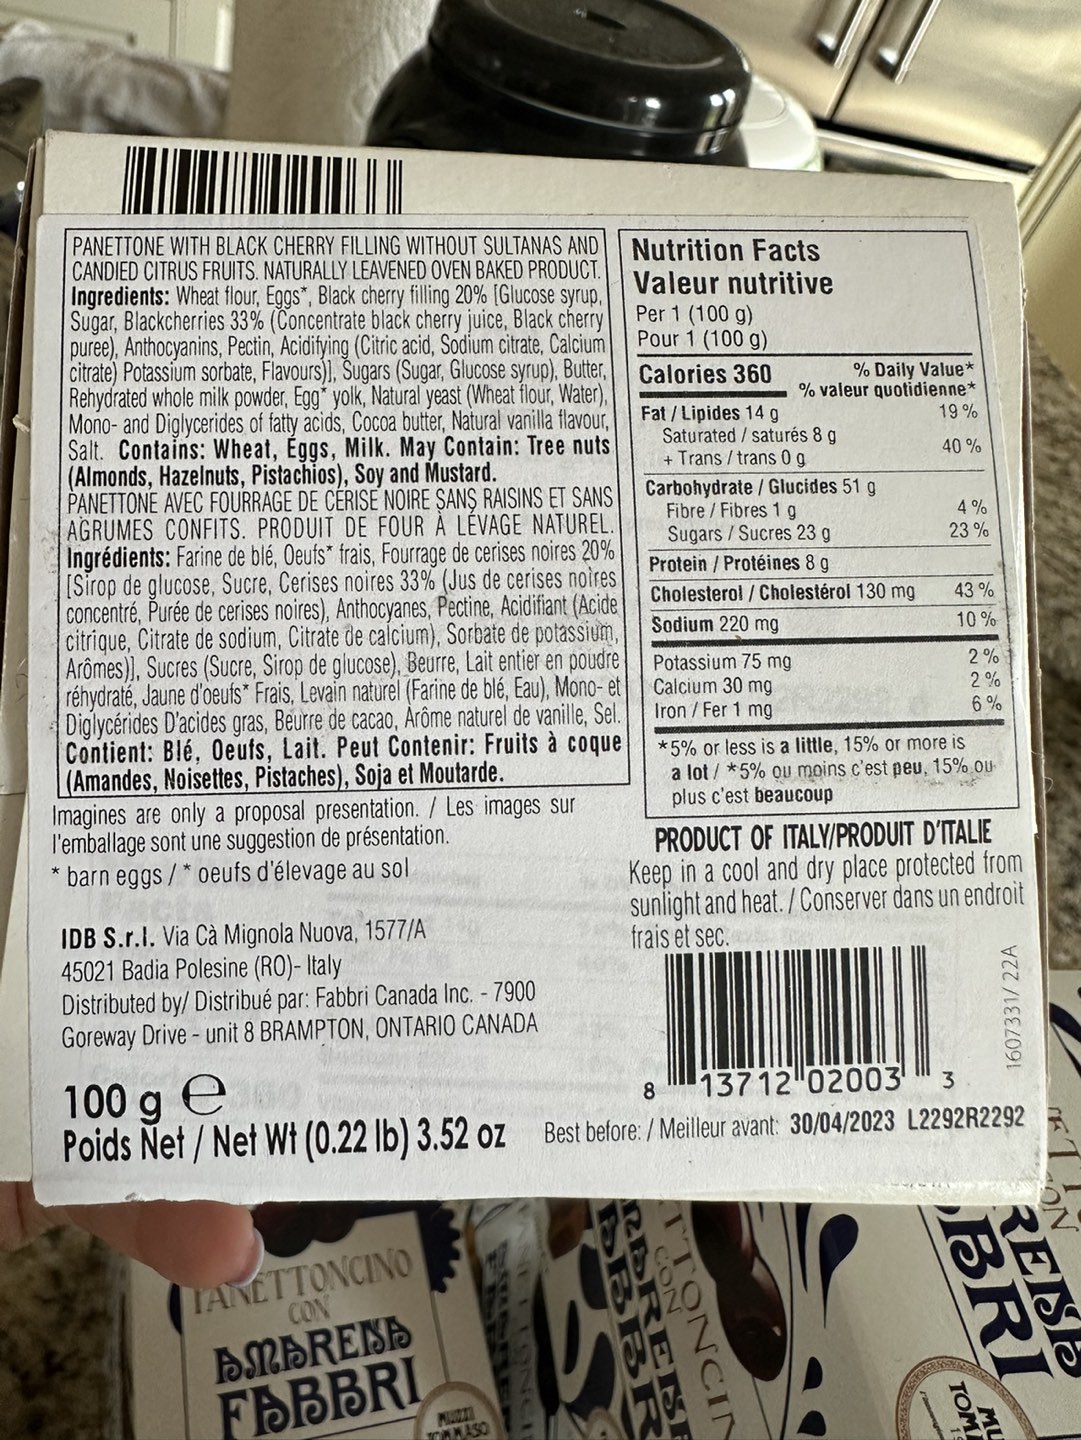 PANETTONE WITH BLACK CHERRY FILLING WITHOUT SULTANAS AND
CANDIED CITRUS FRUITS. NATURALLY LEAVENED OVEN BAKED PRODUCT.
Ingredients: Wheat flour, Eggs*, Black cherry filling 20% [Glucose syrup,
Sugar, Blackcherries 33% (Concentrate black cherry juice, Black cherry
puree), Anthocyanins, Pectin, Acidifying (Citric acid, Sodium citrate, Calcium
citrate) Potassium sorbate, Flavours)], Sugars (Sugar, Glucose syrup), Butter,
Rehydrated whole milk powder, Egg* yolk, Natural yeast (Wheat flour, Water),
Mono- and Diglycerides of fatty acids, Cocoa butter, Natural vanilla flavour,
Salt. Contains: Wheat, Eggs, Milk. May Contain: Tree nuts
(Almonds, Hazelnuts, Pistachios), Soy and Mustard.
PANETTONE AVEC FOURRAGE DE CERISE NOIRE SANS RAISINS ET SANS
AGRUMES CONFITS. PRODUIT DE FOUR À LEVAGE NATUREL.
Ingrédients: Farine de blé, Oeufs* frais, Fourrage de cerises noires 20%
[Sirop de glucose, Sucre, Cerises noires 33% (Jus de cerises noires
concentré, Purée de cerises noires), Anthocyanes, Pectine, Acidifiant (Acide
citrique, Citrate de sodium, Citrate de calcium), Sorbate de potassium,
Arômes)], Sucres (Sucre, Sirop de glucose), Beurre, Lait entier en poudre
réhydraté, Jaune d'oeufs* Frais, Levain naturel (Farine de blé, Eau), Mono- et
Diglycérides D'acides gras, Beurre de cacao, Arôme naturel de vanille, Sel.
Contient: Blé, Oeufs, Lait. Peut Contenir: Fruits à coque
(Amandes, Noisettes, Pistaches), Soja et Moutarde.
Imagines are only a proposal presentation. / Les images sur
l'emballage sont une suggestion de présentation.
* barn eggs / * oeufs d'élevage au sol
IDB S.r.l. Via Cà Mignola Nuova, 1577/A
45021 Badia Polesine (RO)- Italy
Distributed by/ Distribué par: Fabbri Canada Inc. - 7900
Goreway Drive - unit 8 BRAMPTON, ONTARIO CANADA
100 g e
Poids Net / Net Wt (0.22 lb) 3.52 oz
Nutrition Facts
Valeur nutritive
Per 1 (100 g)
Pour 1 (100 g)
Calories 360 % Daily Value*
% valeur quotidienne*
Fat / Lipides 14 g 19 %
Saturated / saturés 8 g
+ Trans / trans 0 g 40 %
Carbohydrate / Glucides 51 g
Fibre / Fibres 1 g 4 %
Sugars / Sucres 23 g 23 %
Protein / Protéines 8 g
Cholesterol / Cholestérol 130 mg 43 %
Sodium 220 mg 10 %
Potassium 75 mg 2 %
Calcium 30 mg 2 %
Iron / Fer 1 mg 6 %
*5% or less is a little, 15% or more is
a lot / *5% ou moins c'est peu, 15% ou
plus c'est beaucoup
PRODUCT OF ITALY/PRODUIT D'ITALIE
Keep in a cool and dry place protected from
sunlight and heat. / Conserver dans un endroit
frais et sec.
1607331/ 22A
8 13712 02003 3
Best before: / Meilleur avant: 30/04/2023 L2292R2292
PANETTONCINO
CON
AMARENA
FABBRI
MUZZI
TOMMASO